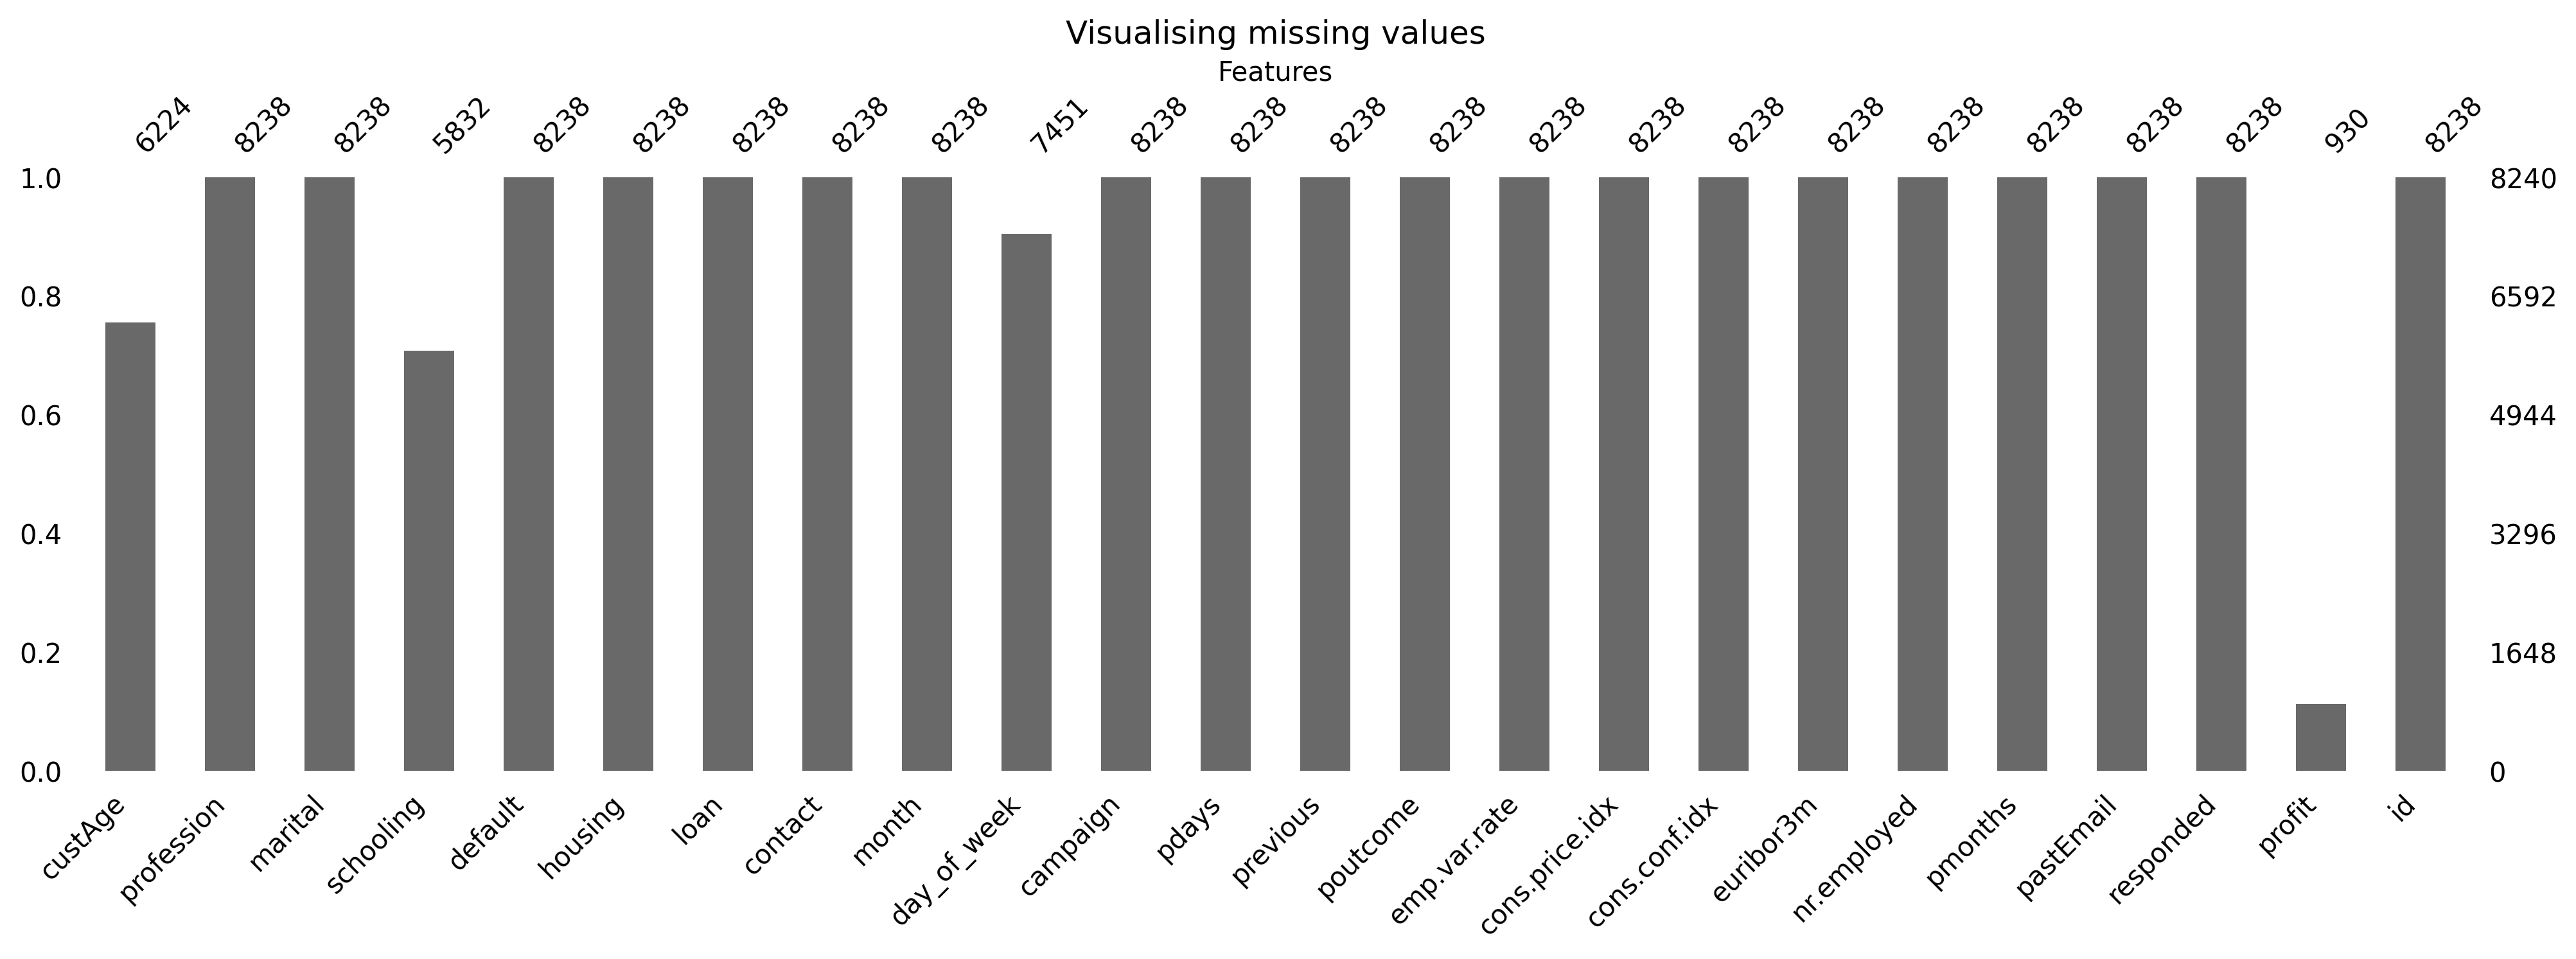 Visualising missing values
Features
6224 8238 8238 5832 8238 8238 8238 8238 8238 7451 8238 8238 8238 8238 8238 8238 8238 8238 8238 8238 8238 8238 930 8238
1.0 8240
0.8 6592
0.6 4944
0.4 3296
0.2 1648
0.0 0
custAge profession marital schooling default housing loan contact month day_of_week campaign pdays previous poutcome emp.var.rate cons.price.idx cons.conf.idx euribor3m nr.employed pmonths pastEmail responded profit id